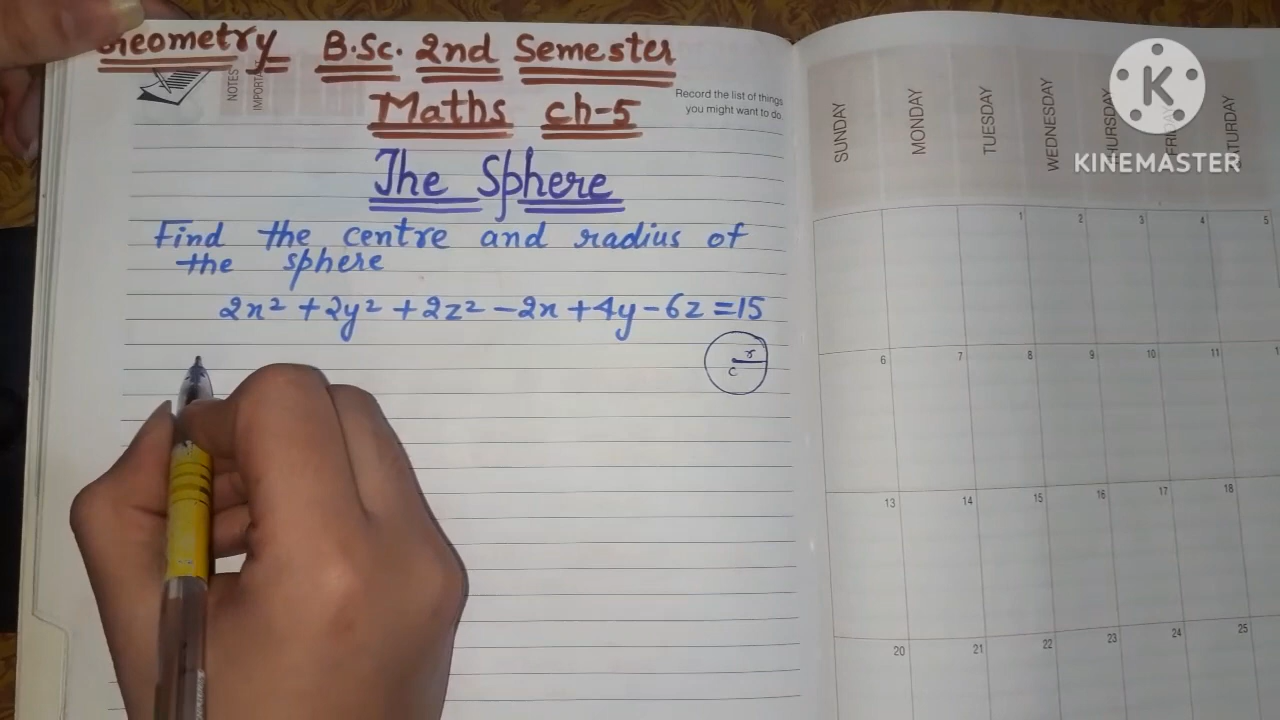 Geometry B.Sc. 2nd Semester
Maths ch-5
NOTES
Record the list of things
you might want to do
The Sphere
Find the centre and radius of
the sphere
2x² + 2y² + 2z² - 2x + 4y - 6z = 15
r
c
SUNDAY MONDAY TUESDAY WEDNESDAY
K
KINEMASTER
1 2 3 4 5
6 7 8 9 10 11
13 14 15 16 17 18
20 21 22 23 24 25